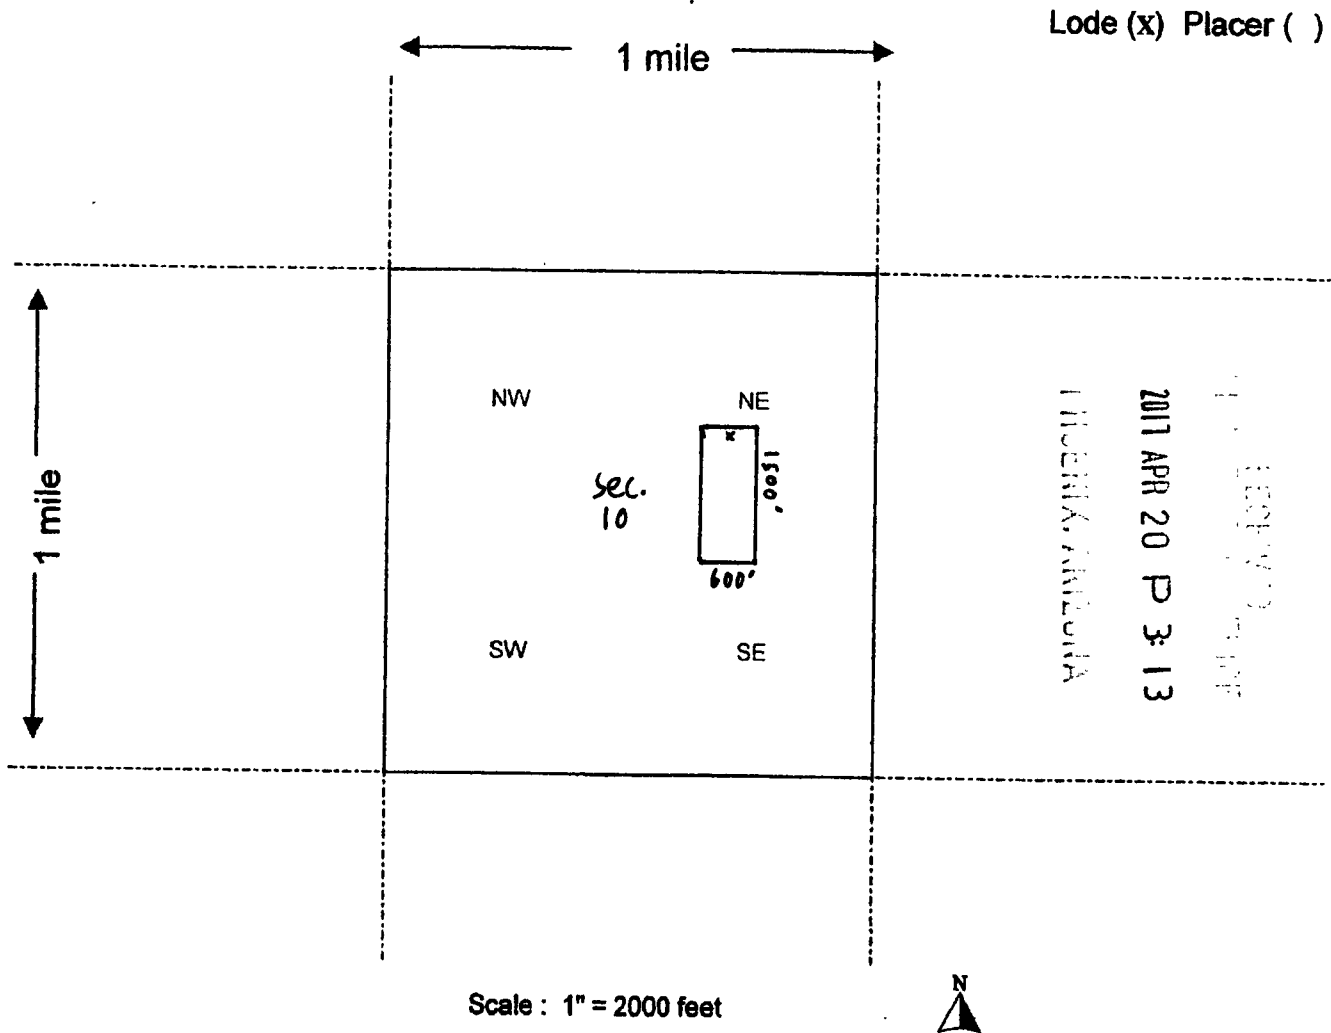 Lode (x) Placer ( )
1 mile
NW
NE
x
1500'
sec.
10
1 mile
600'
SW
SE
2017 APR 20 P 3:13
PHOENIX, ARIZONA
Scale : 1" = 2000 feet
N